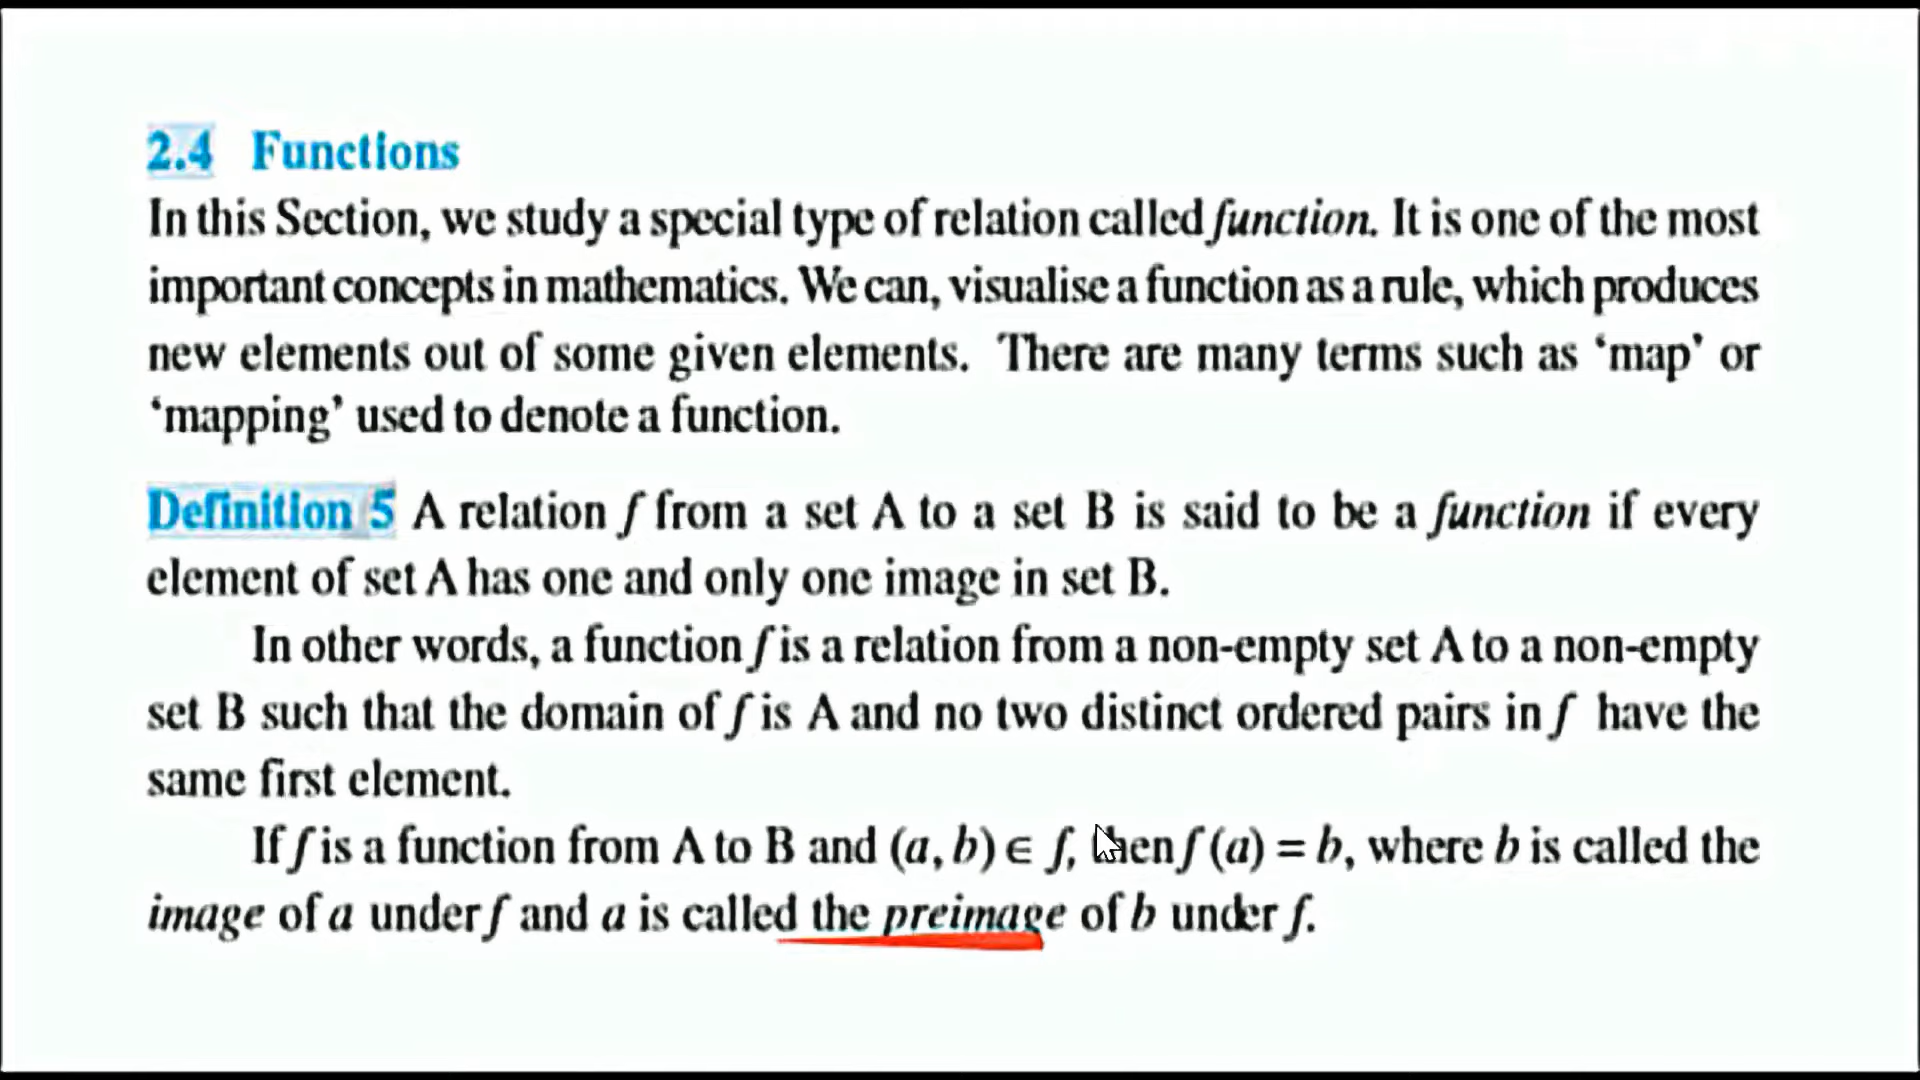 2.4 Functions
In this Section, we study a special type of relation called function. It is one of the most
important concepts in mathematics. We can, visualise a function as a rule, which produces
new elements out of some given elements. There are many terms such as ‘map’ or
‘mapping’ used to denote a function.
Definition 5 A relation f from a set A to a set B is said to be a function if every
element of set A has one and only one image in set B.
In other words, a function f is a relation from a non-empty set A to a non-empty
set B such that the domain of f is A and no two distinct ordered pairs in f have the
same first element.
If f is a function from A to B and (a, b) ∈ f, then f (a) = b, where b is called the
image of a under f and a is called the preimage of b under f.